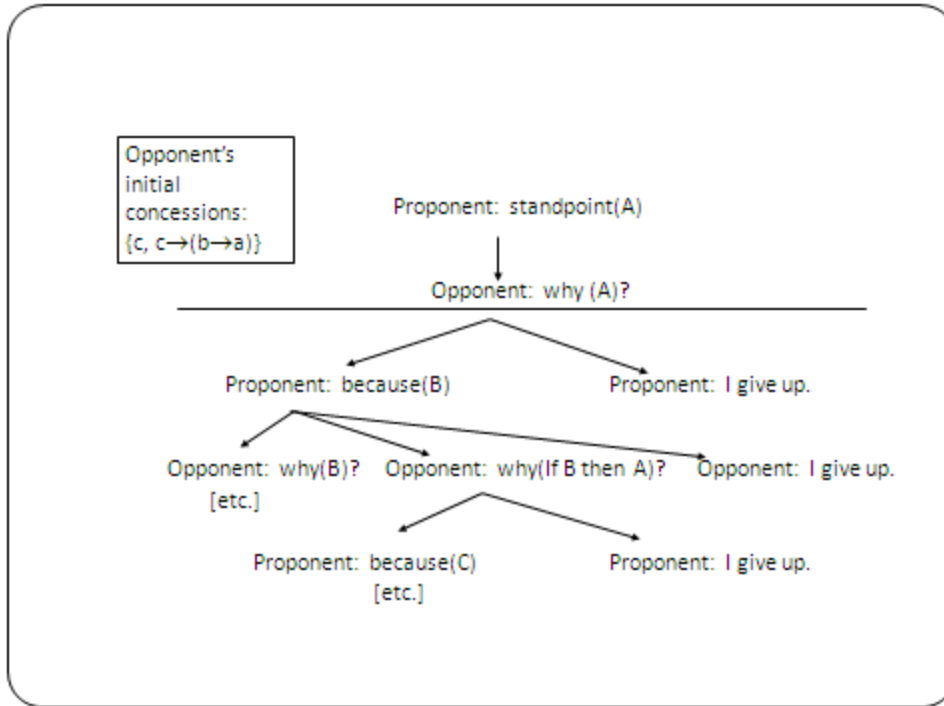 Opponent's
initial
concessions:
{c, c→(b→a)}
Proponent: standpoint(A)
Opponent: why (A)?
Proponent: because(B)
Proponent: I give up.
Opponent: why(B)?
[etc.]
Opponent: why(If B then A)?
Opponent: I give up.
Proponent: because(C)
[etc.]
Proponent: I give up.